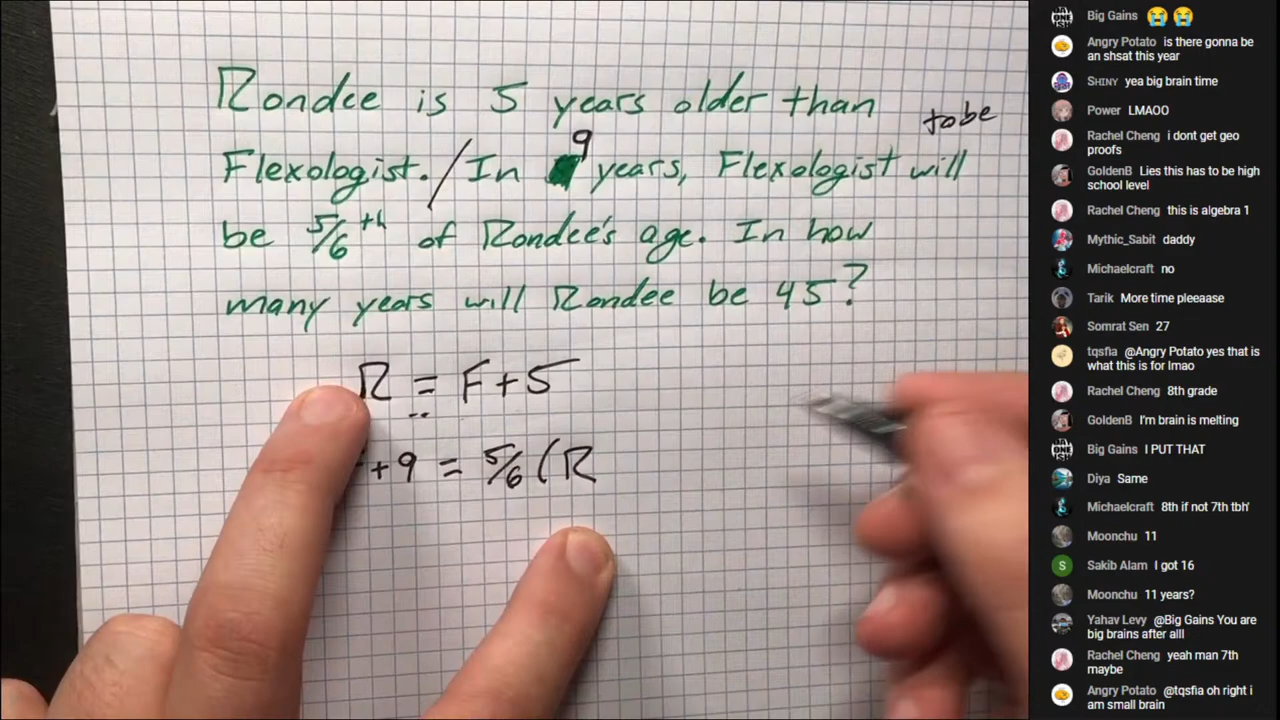 Rondee is 5 years older than
to be
9
Flexologist. / In years, Flexologist will
be 5/6th of Rondee's age. In how
many years will Rondee be 45?
R = F+5
+9 = 5/6 (R
Big Gains 😭😭
Angry Potato is there gonna be
an shsat this year
SHINY yea big brain time
Power LMAOO
Rachel Cheng i dont get geo
proofs
GoldenB Lies this has to be high
school level
Rachel Cheng this is algebra 1
Mythic_Sabit daddy
Michaelcraft no
Tarik More time pleeaase
Somrat Sen 27
tqsfia @Angry Potato yes that is
what this is for lmao
Rachel Cheng 8th grade
GoldenB I'm brain is melting
Big Gains I PUT THAT
Diya Same
Michaelcraft 8th if not 7th tbh'
Moonchu 11
S Sakib Alam I got 16
Moonchu 11 years?
Yahav Levy @Big Gains You are
big brains after alll
Rachel Cheng yeah man 7th
maybe
Angry Potato @tqsfia oh right i
am small brain